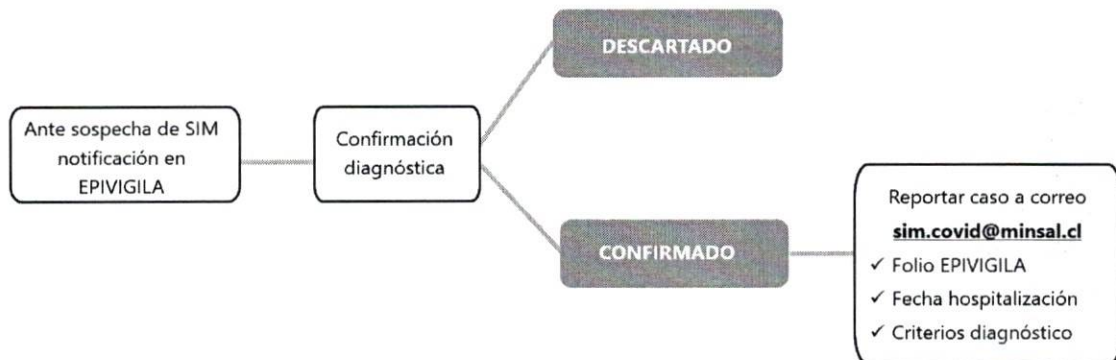 Ante sospecha de SIM
notificación en
EPIVIGILA
Confirmación
diagnóstica
DESCARTADO
CONFIRMADO
Reportar caso a correo
sim.covid@minsal.cl
✓ Folio EPIVIGILA
✓ Fecha hospitalización
✓ Criterios diagnóstico